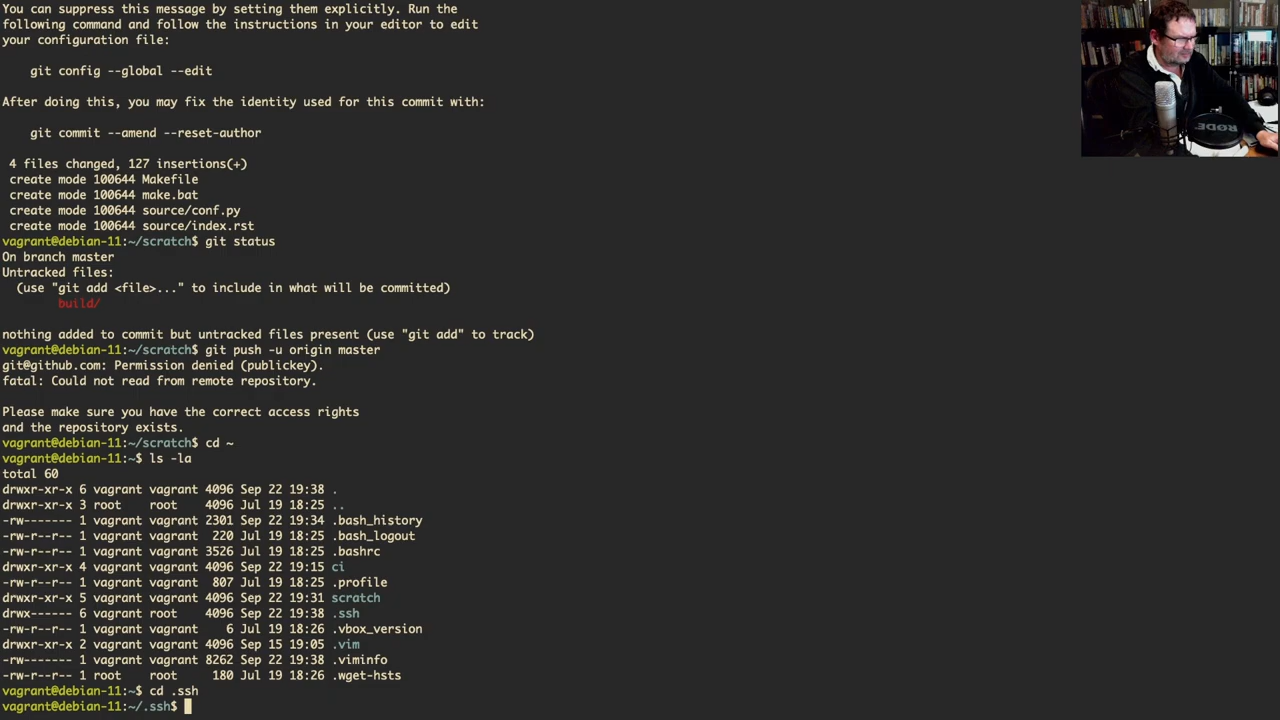 You can suppress this message by setting them explicitly. Run the
following command and follow the instructions in your editor to edit
your configuration file:
git config --global --edit
After doing this, you may fix the identity used for this commit with:
git commit --amend --reset-author
4 files changed, 127 insertions(+)
create mode 100644 Makefile
create mode 100644 make.bat
create mode 100644 source/conf.py
create mode 100644 source/index.rst
vagrant@debian-11:~/scratch$ git status
On branch master
Untracked files:
(use "git add <file>..." to include in what will be committed)
build/
nothing added to commit but untracked files present (use "git add" to track)
vagrant@debian-11:~/scratch$ git push -u origin master
git@github.com: Permission denied (publickey).
fatal: Could not read from remote repository.
Please make sure you have the correct access rights
and the repository exists.
vagrant@debian-11:~/scratch$ cd ~
vagrant@debian-11:~$ ls -la
total 60
drwxr-xr-x 6 vagrant vagrant 4096 Sep 22 19:38 .
drwxr-xr-x 3 root    root    4096 Jul 19 18:25 ..
-rw------- 1 vagrant vagrant 2301 Sep 22 19:34 .bash_history
-rw-r--r-- 1 vagrant vagrant  220 Jul 19 18:25 .bash_logout
-rw-r--r-- 1 vagrant vagrant 3526 Jul 19 18:25 .bashrc
drwxr-xr-x 4 vagrant vagrant 4096 Sep 22 19:15 ci
-rw-r--r-- 1 vagrant vagrant  807 Jul 19 18:25 .profile
drwxr-xr-x 5 vagrant vagrant 4096 Sep 22 19:31 scratch
drwx------ 6 vagrant root    4096 Sep 22 19:38 .ssh
-rw-r--r-- 1 vagrant vagrant    6 Jul 19 18:26 .vbox_version
drwxr-xr-x 2 vagrant vagrant 4096 Sep 15 19:05 .vim
-rw-r--r-- 1 vagrant vagrant 8262 Sep 22 19:38 .viminfo
-rw-r--r-- 1 root    root     180 Jul 19 18:26 .wget-hsts
vagrant@debian-11:~$ cd .ssh
vagrant@debian-11:~/.ssh$
RØDE